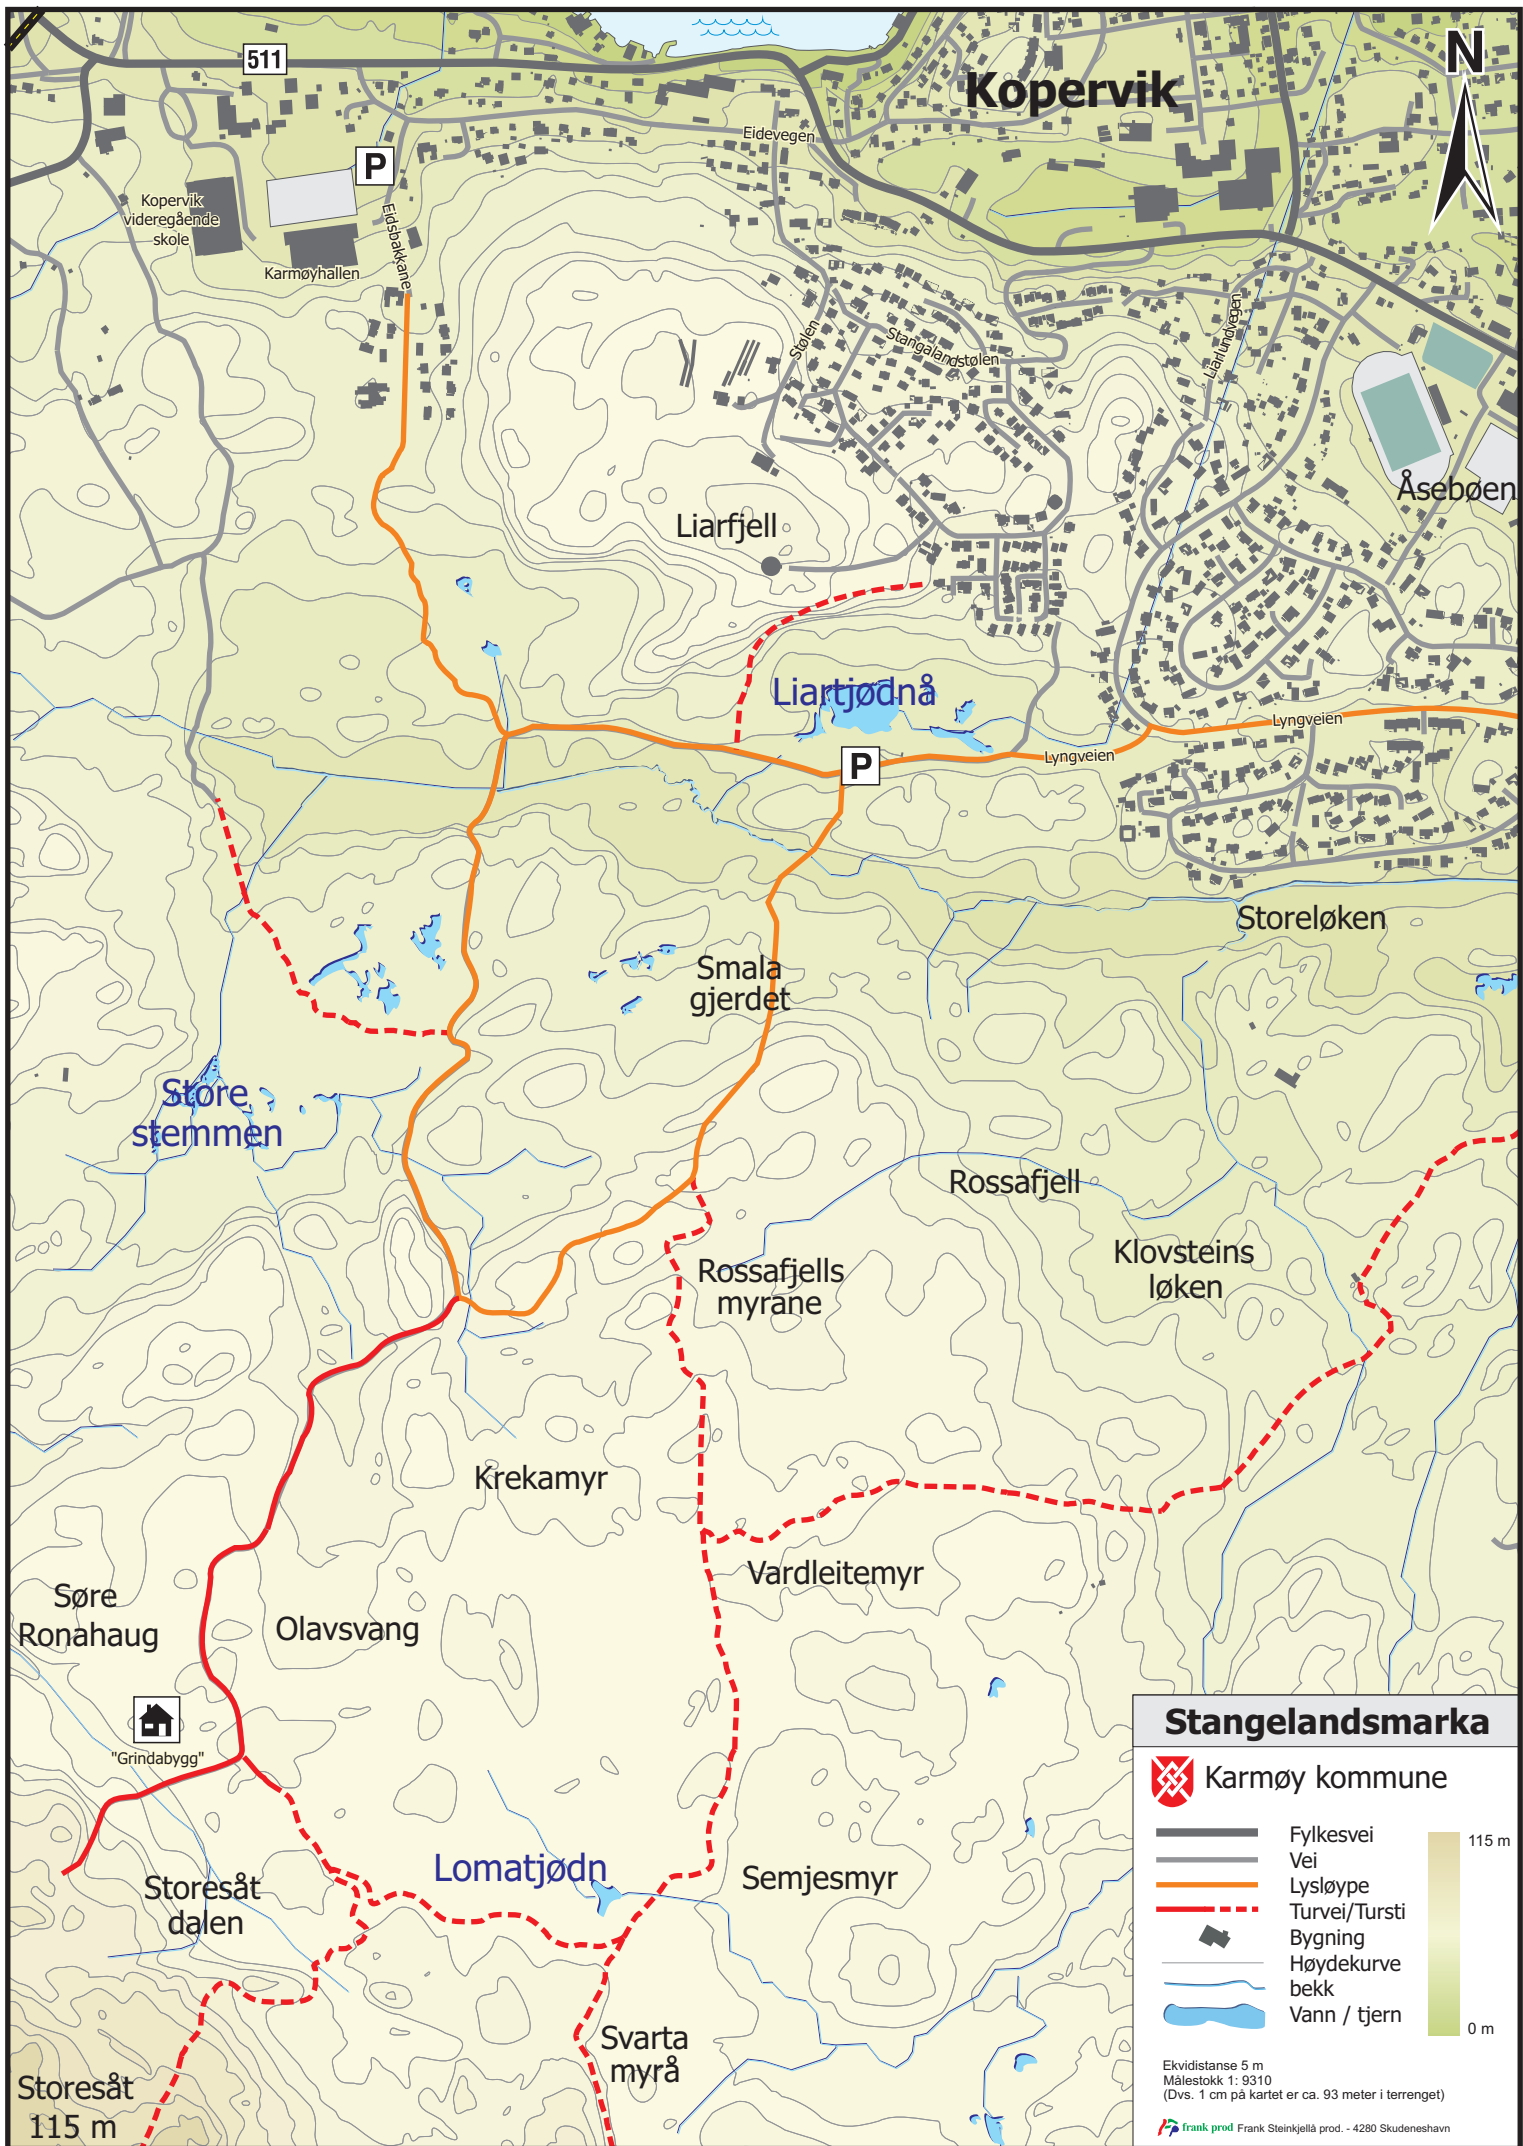 511
N
Kopervik
Eidevegen
P
Kopervik
videregående
skole
Eidsbakkane
Karmøyhallen
Stølen
Stangalandstølen
Liarlundvegen
Åsebøen
Liarfjell
Liartjødnå
Lyngveien
Lyngveien
P
Storeløken
Smala
gjerdet
Store
stemmen
Rossafjell
Klovsteins
løken
Rossafjells
myrane
Krekamyr
Vardleitemyr
Søre
Ronahaug
Olavsvang
"Grindabygg"
Lomatjødn
Semjesmyr
Storesåt
dalen
Svarta
myrå
Storesåt
115 m
Stangelandsmarka
Karmøy kommune
Fylkesvei
Vei
Lysløype
Turvei/Tursti
Bygning
Høydekurve
bekk
Vann / tjern
115 m
0 m
Ekvidistanse 5 m
Målestokk 1: 9310
(Dvs. 1 cm på kartet er ca. 93 meter i terrenget)
frank prod Frank Steinkjellå prod. - 4280 Skudeneshavn